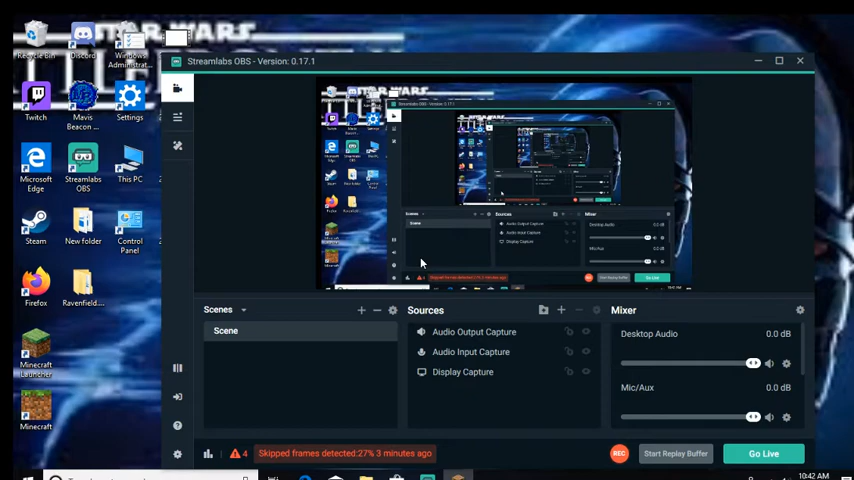 STAR WARS
Recycle Bin
Discord
Windows
Administrat...
Streamlabs OBS - Version: 0.17.1
Twitch
Mavis
Beacon ...
Settings
Microsoft
Edge
Streamlabs
OBS
This PC
Steam
New folder
Control
Panel
Firefox
Ravenfield....
Minecraft
Launcher
Minecraft
Scenes
Sources
Mixer
Scene
Audio Output Capture
Audio Input Capture
Display Capture
Desktop Audio
0.0 dB
Mic/Aux
0.0 dB
4
Skipped frames detected:27% 3 minutes ago
REC
Start Replay Buffer
Go Live
10:42 AM